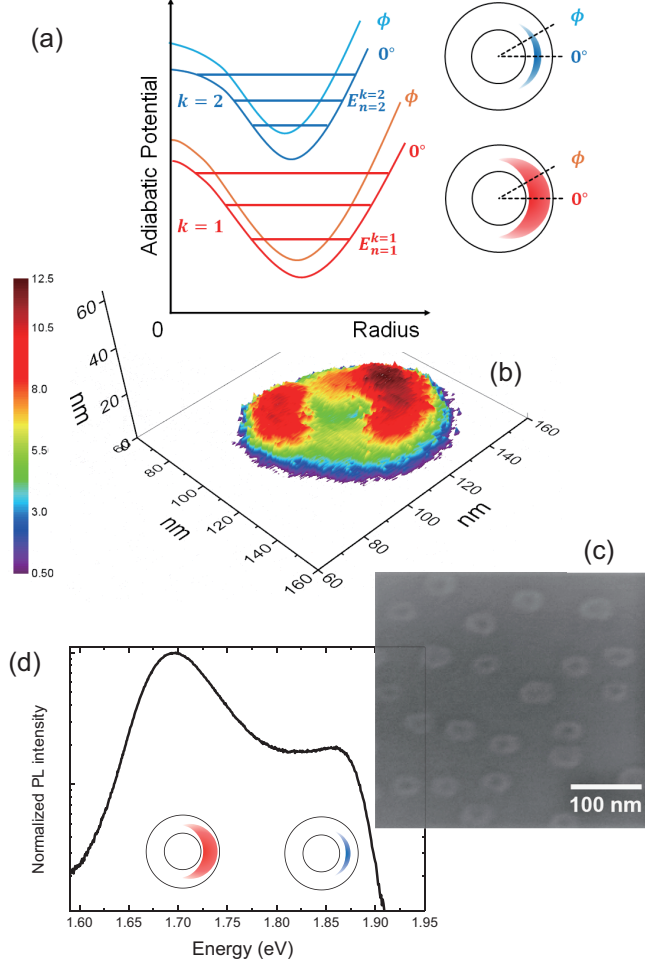 (a)
Adiabatic Potential
ϕ
0°
k = 2
E_{n=2}^{k=2}
ϕ
0°
k = 1
E_{n=1}^{k=1}
0
Radius
ϕ
0°
ϕ
0°
12.5
10.5
8.0
5.5
3.0
0.50
(b)
60
40
20
nm
60
80
100
120
140
160
nm
60
80
100
120
140
160
nm
(c)
100 nm
(d)
Normalized PL intensity
1.60 1.65 1.70 1.75 1.80 1.85 1.90 1.95
Energy (eV)